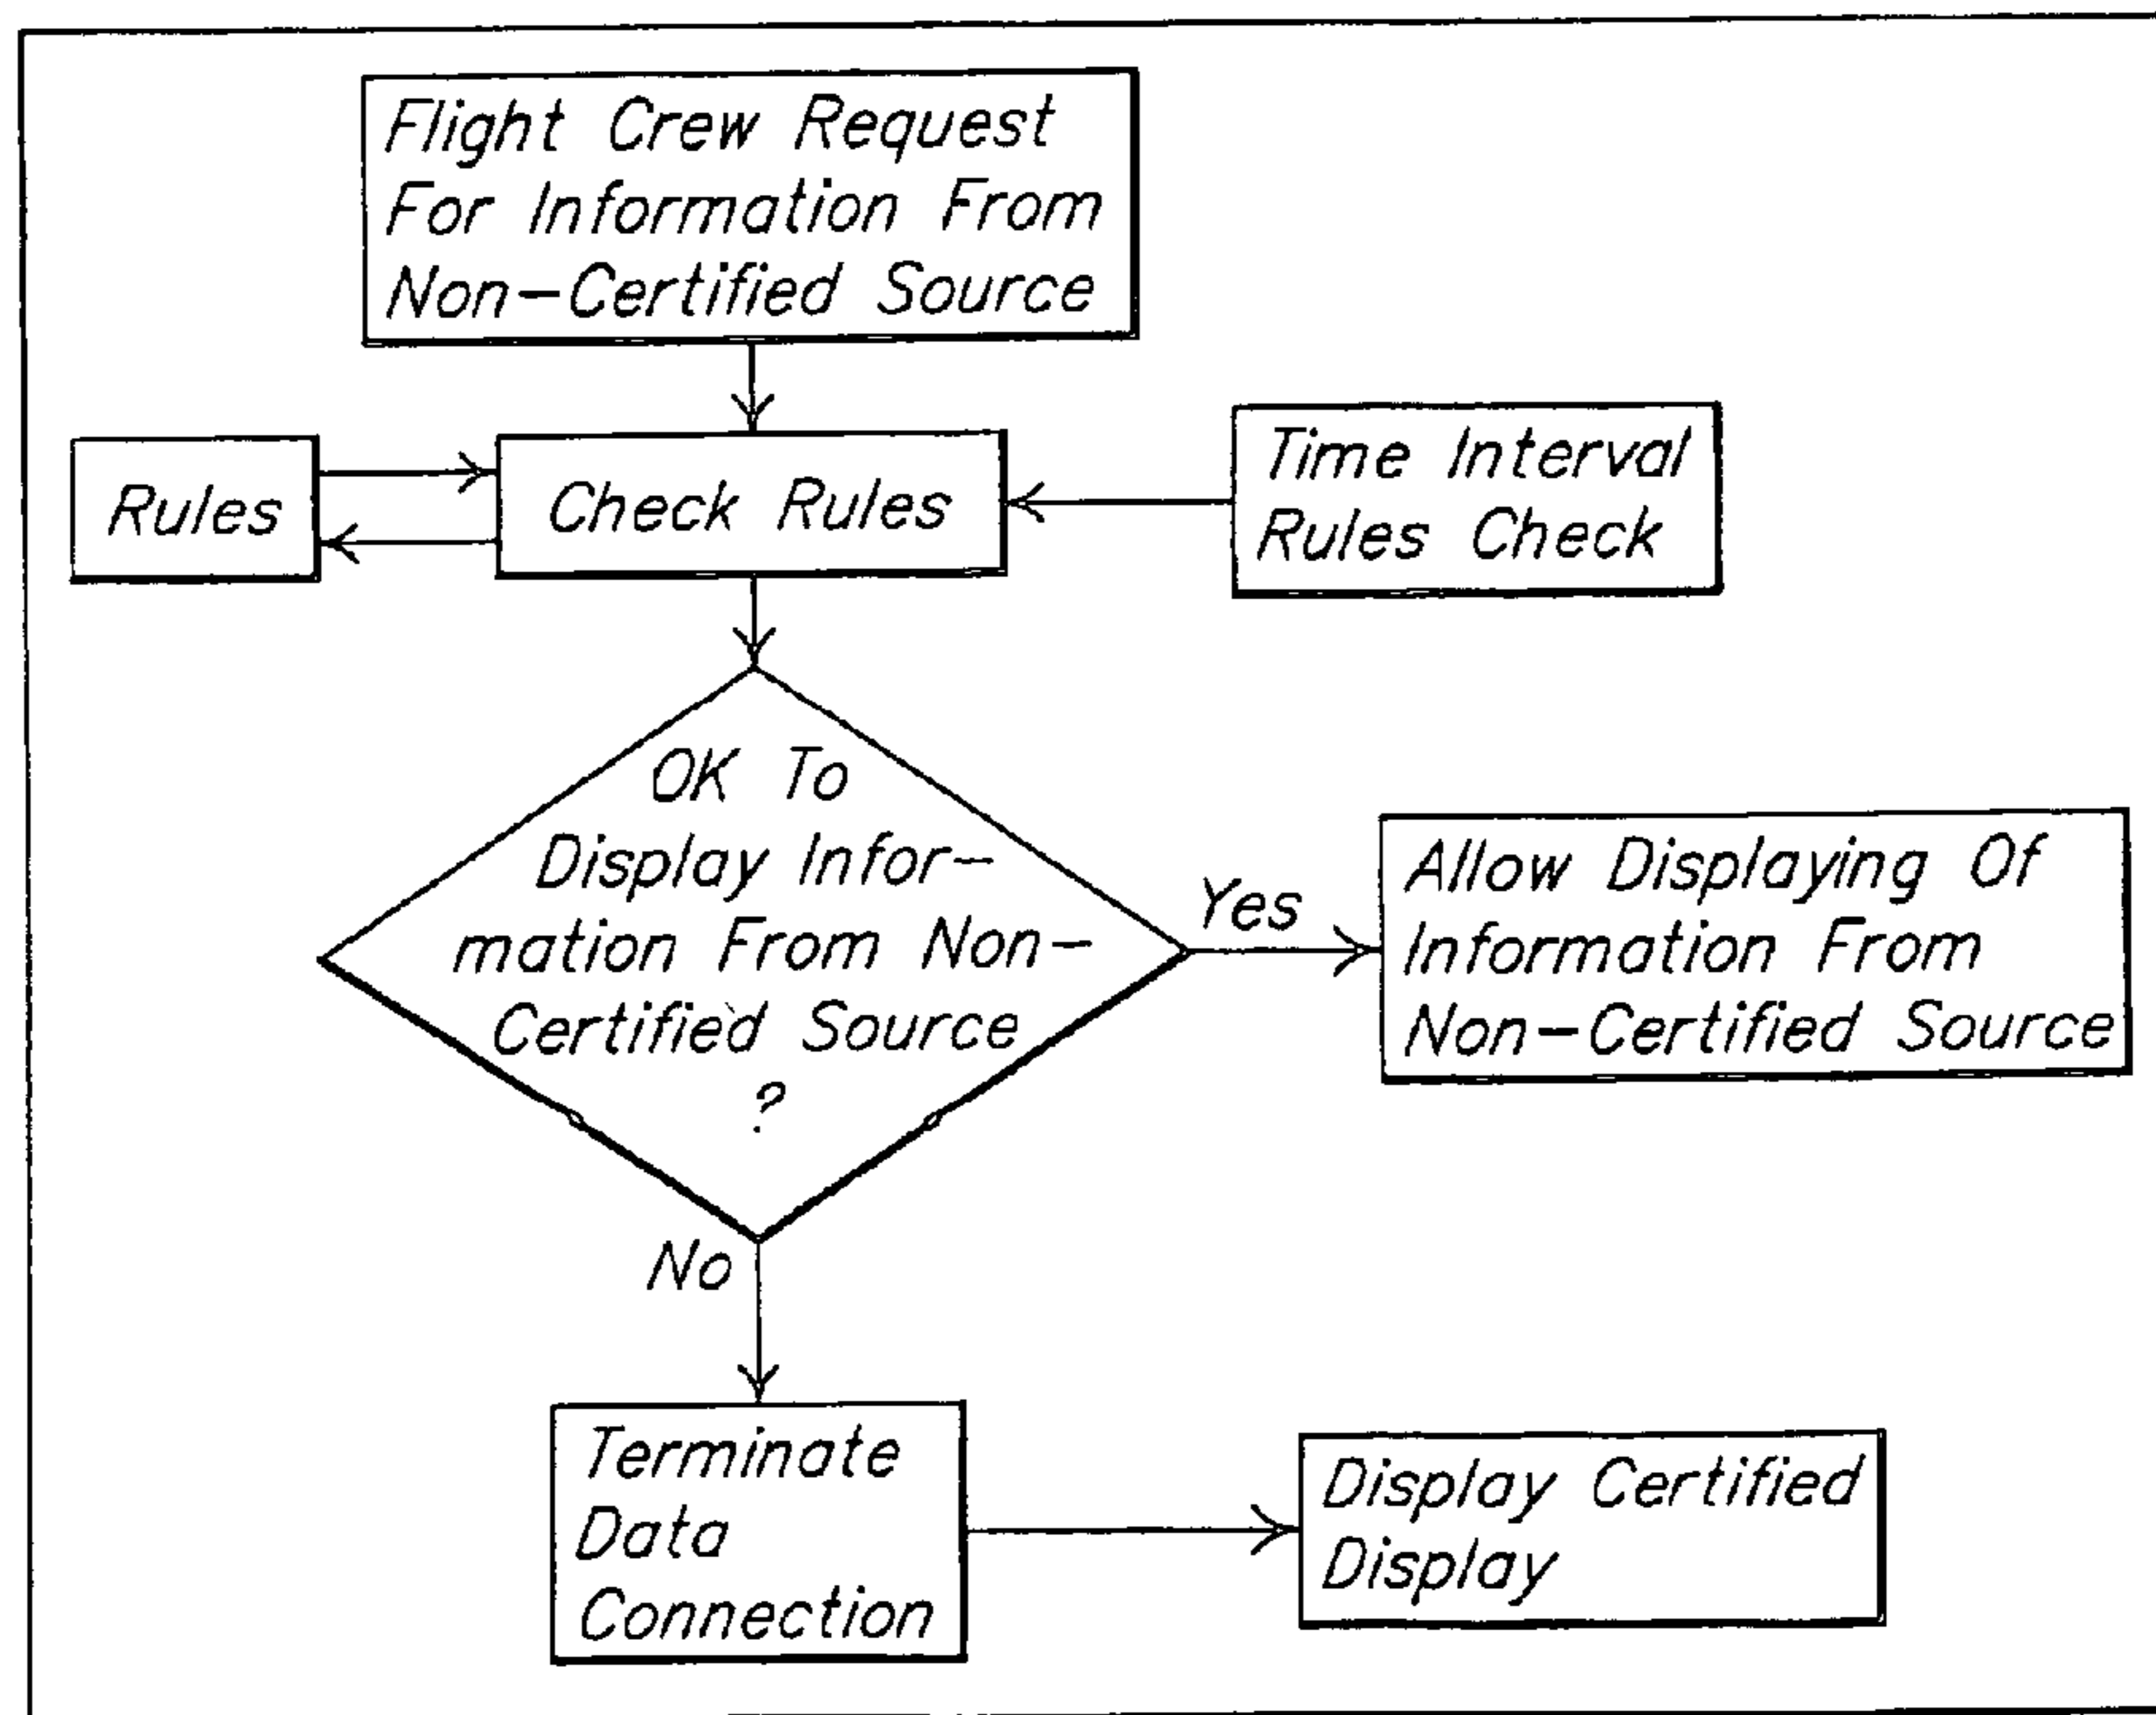 Flight Crew Request
For Information From
Non-Certified Source
Rules
Check Rules
Time Interval
Rules Check
OK To
Display Infor-
mation From Non-
Certified Source
?
Yes
Allow Displaying Of
Information From
Non-Certified Source
No
Terminate
Data
Connection
Display Certified
Display